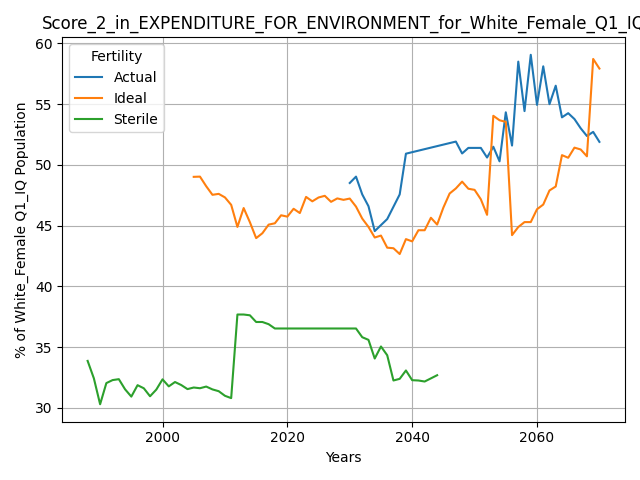 Score_2_in_EXPENDITURE_FOR_ENVIRONMENT_for_White_Female_Q1_IQ
Fertility
Actual
Ideal
Sterile
% of White_Female Q1_IQ Population
60
55
50
45
40
35
30
2000
2020
2040
2060
Years